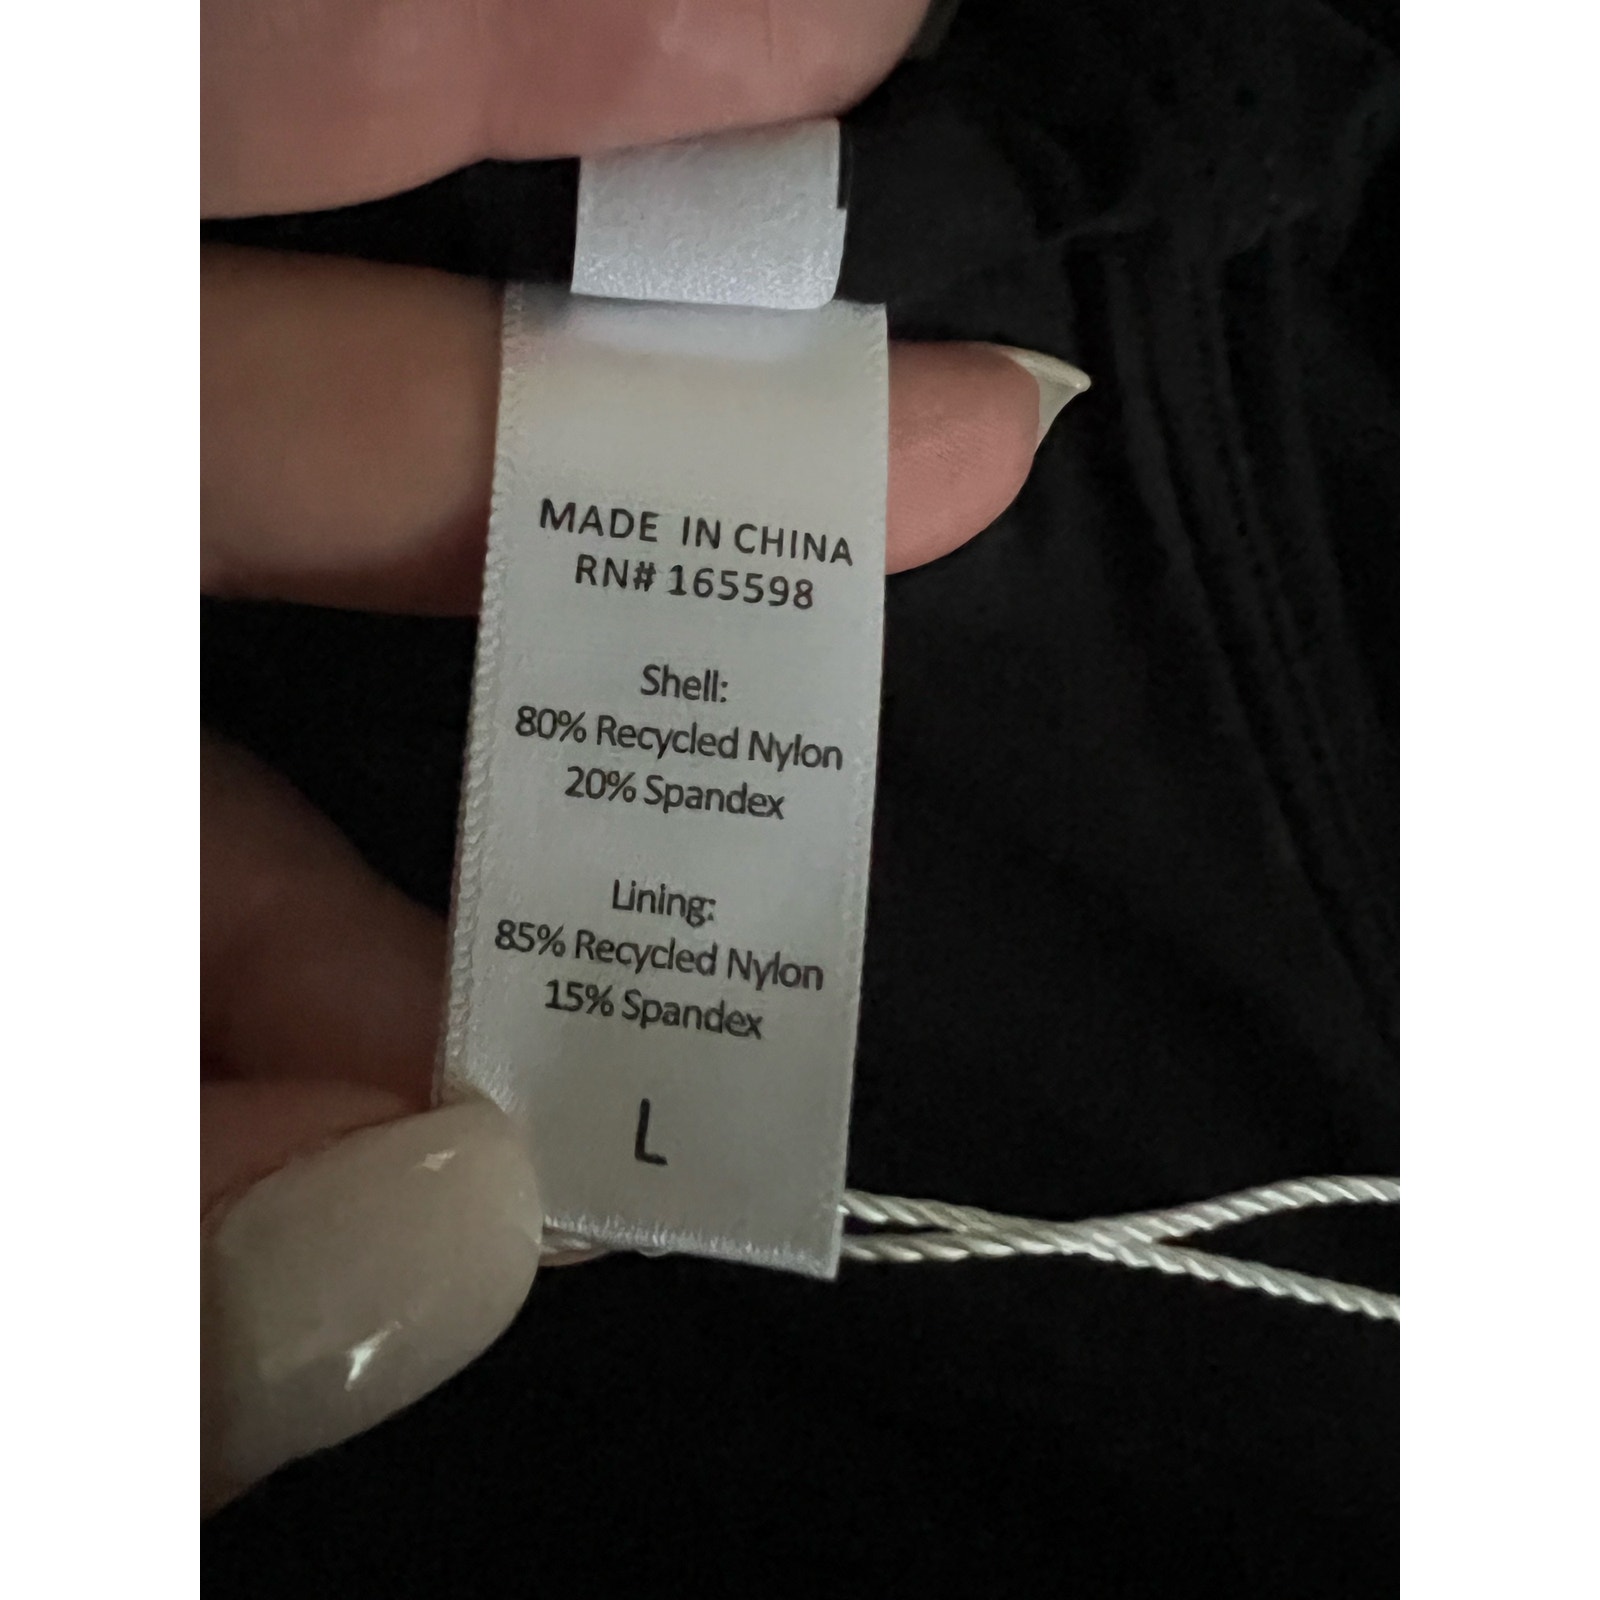 MADE IN CHINA
RN# 165598
Shell:
80% Recycled Nylon
20% Spandex
Lining:
85% Recycled Nylon
15% Spandex
L